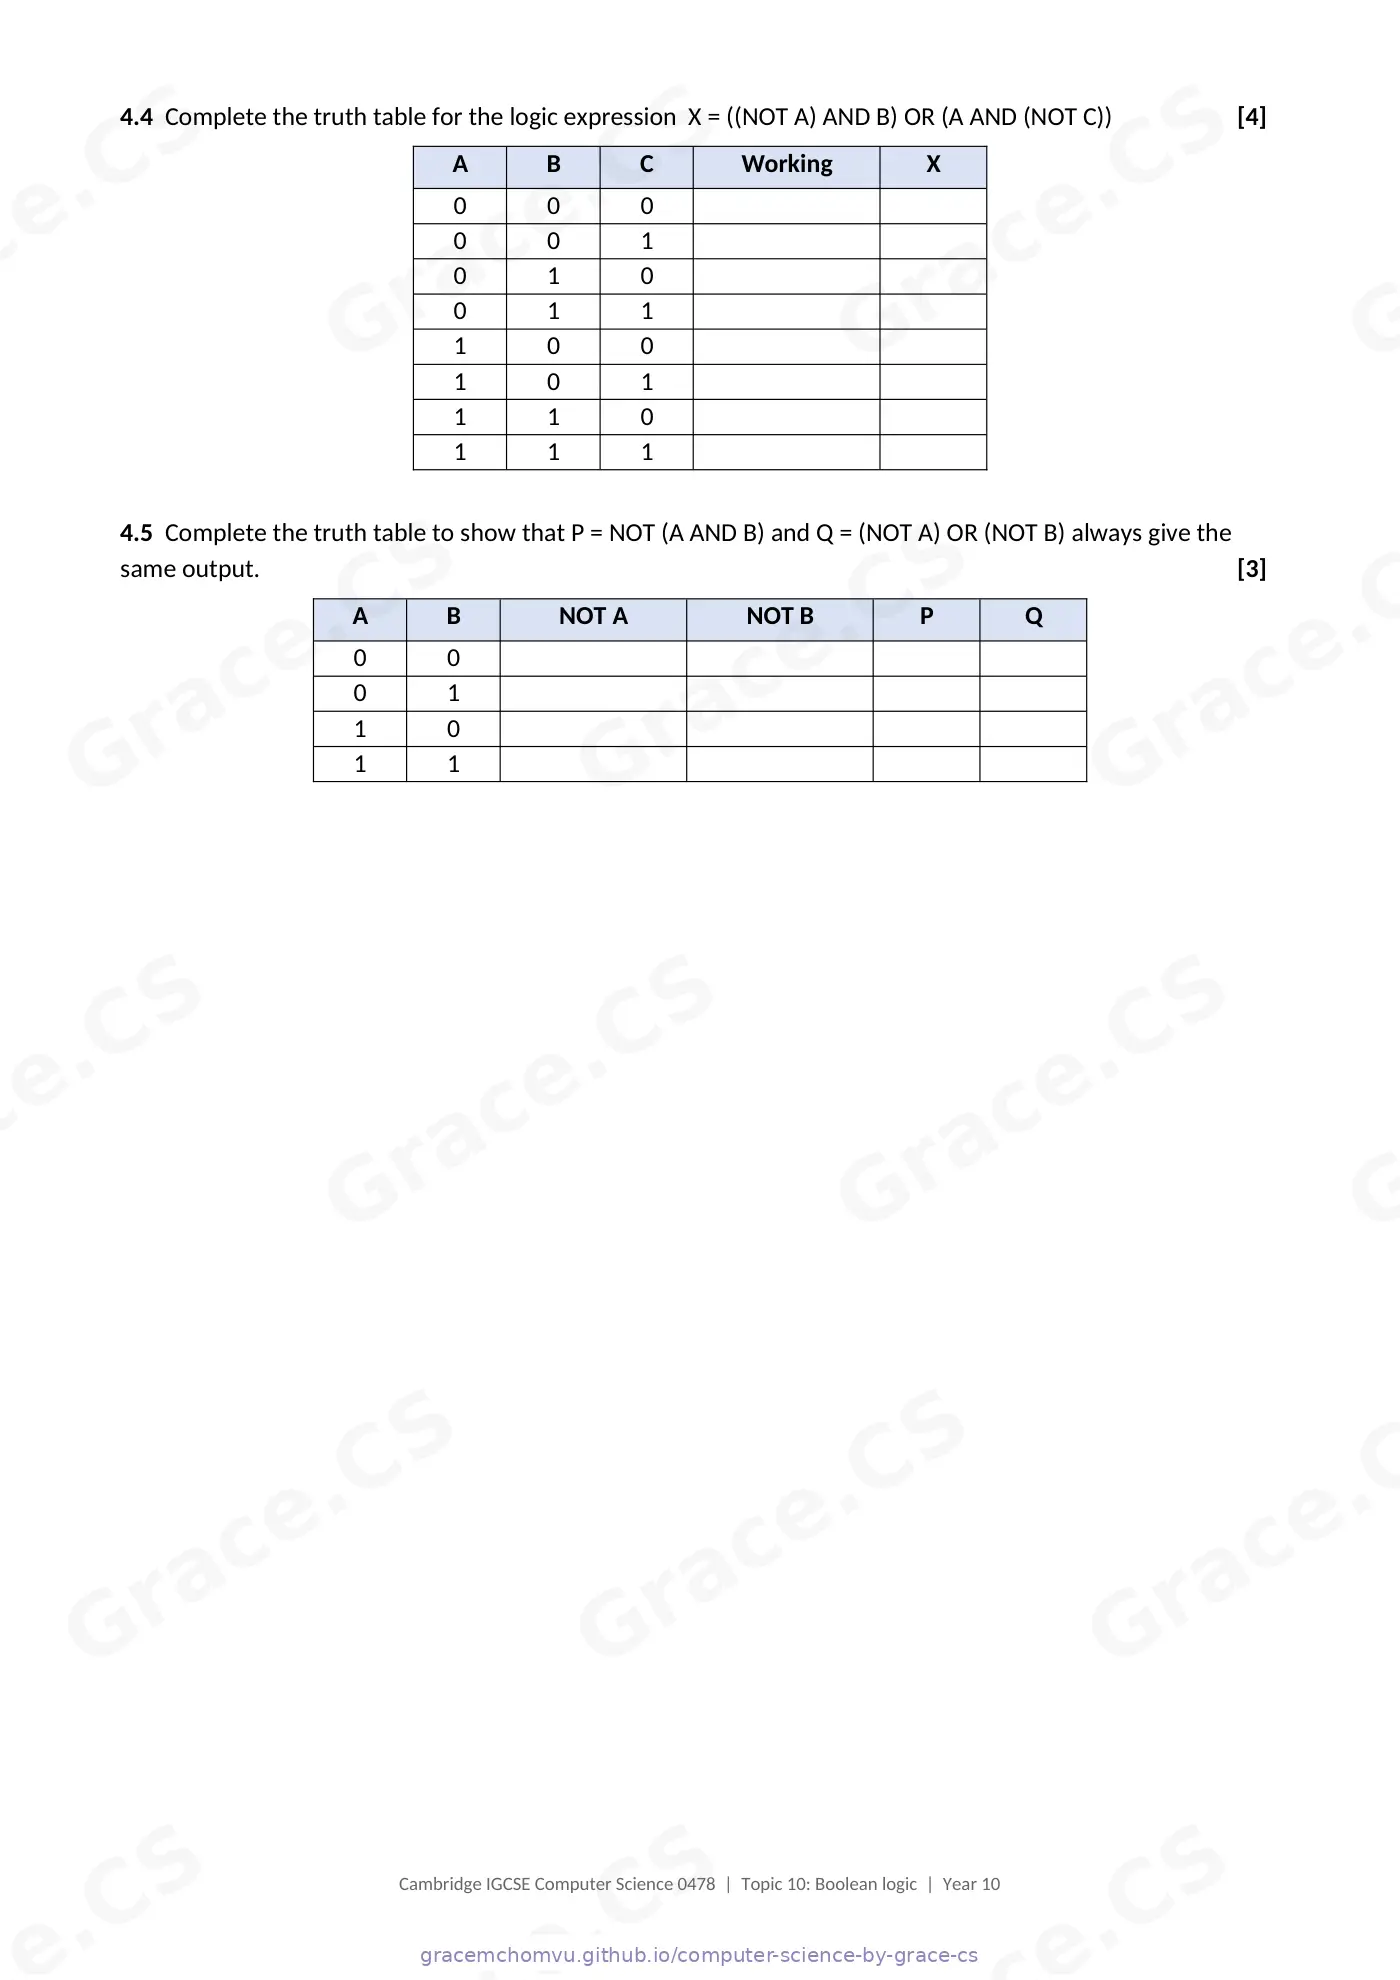 4.4 Complete the truth table for the logic expression X = ((NOT A) AND B) OR (A AND (NOT C)) [4]
A B C Working X
0 0 0
0 0 1
0 1 0
0 1 1
1 0 0
1 0 1
1 1 0
1 1 1
4.5 Complete the truth table to show that P = NOT (A AND B) and Q = (NOT A) OR (NOT B) always give the
same output. [3]
A B NOT A NOT B P Q
0 0
0 1
1 0
1 1
Cambridge IGCSE Computer Science 0478 | Topic 10: Boolean logic | Year 10
gracemchomvu.github.io/computer-science-by-grace-cs
Grace.CS